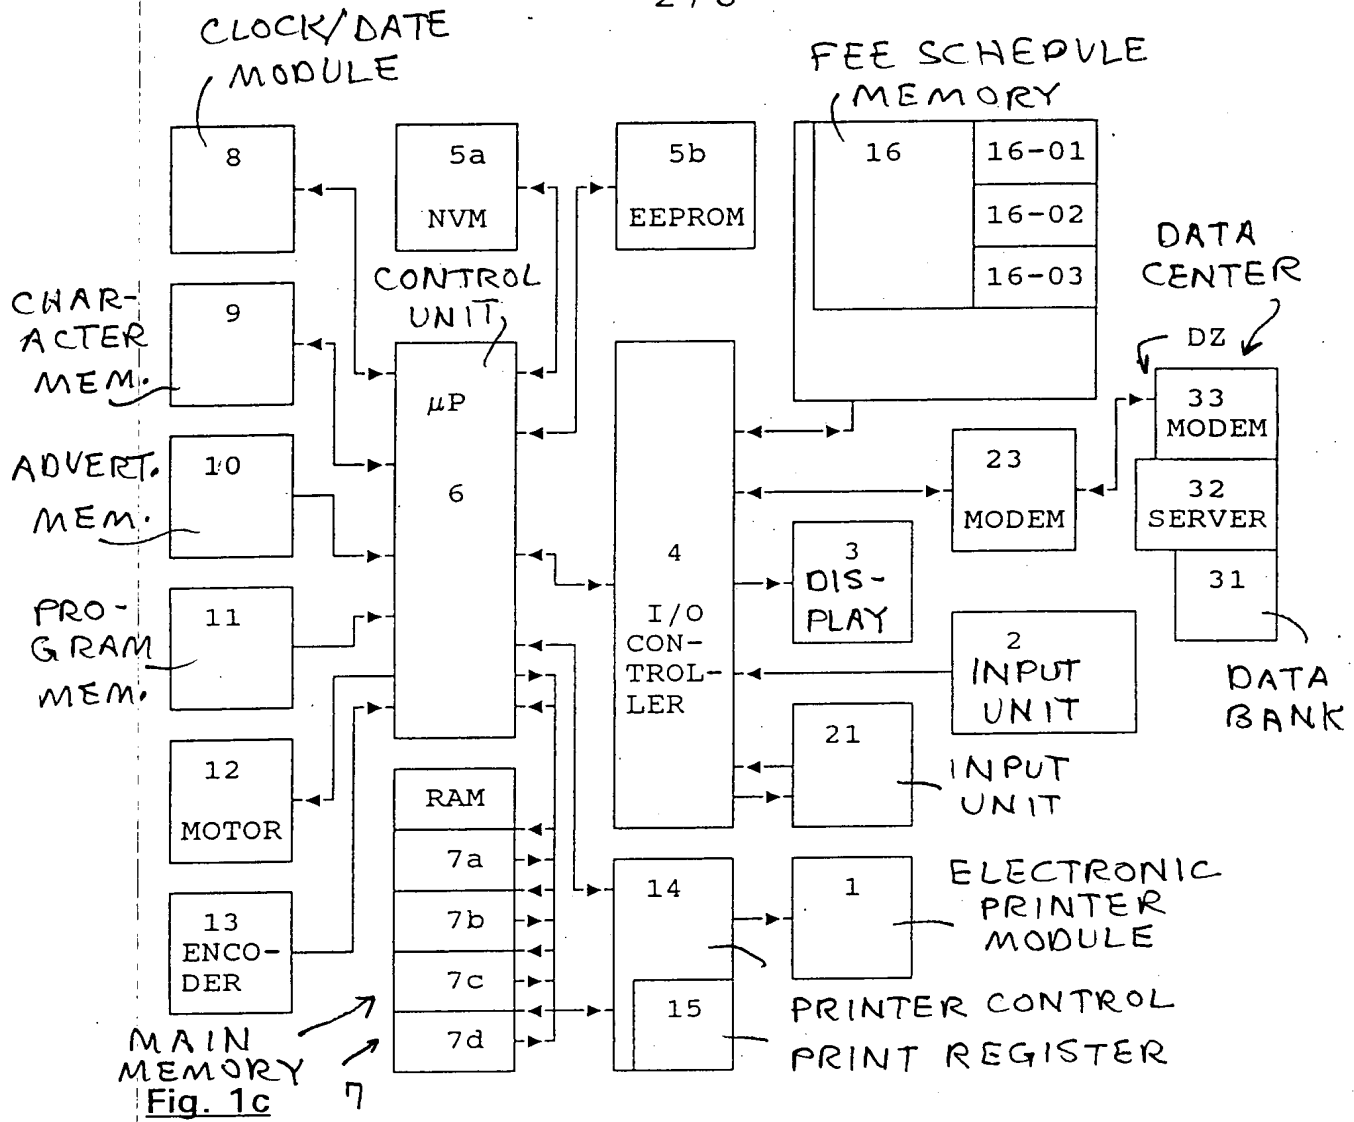 CLOCK/DATE
MODULE
8
5a
NVM
5b
EEPROM
FEE SCHEDULE
MEMORY
16
16-01
16-02
16-03
DATA
CENTER
DZ
CHAR-
ACTER
MEM.
9
CONTROL
UNIT
μP
6
ADVERT.
MEM.
10
PRO-
GRAM
MEM.
11
4
I/O
CON-
TROL-
LER
23
MODEM
33
MODEM
32
SERVER
31
DATA
BANK
3
DIS-
PLAY
2
INPUT
UNIT
21
INPUT
UNIT
12
MOTOR
13
ENCO-
DER
RAM
7a
7b
7c
7d
MAIN
MEMORY
7
14
15
1
ELECTRONIC
PRINTER
MODULE
PRINTER CONTROL
PRINT REGISTER
Fig. 1c